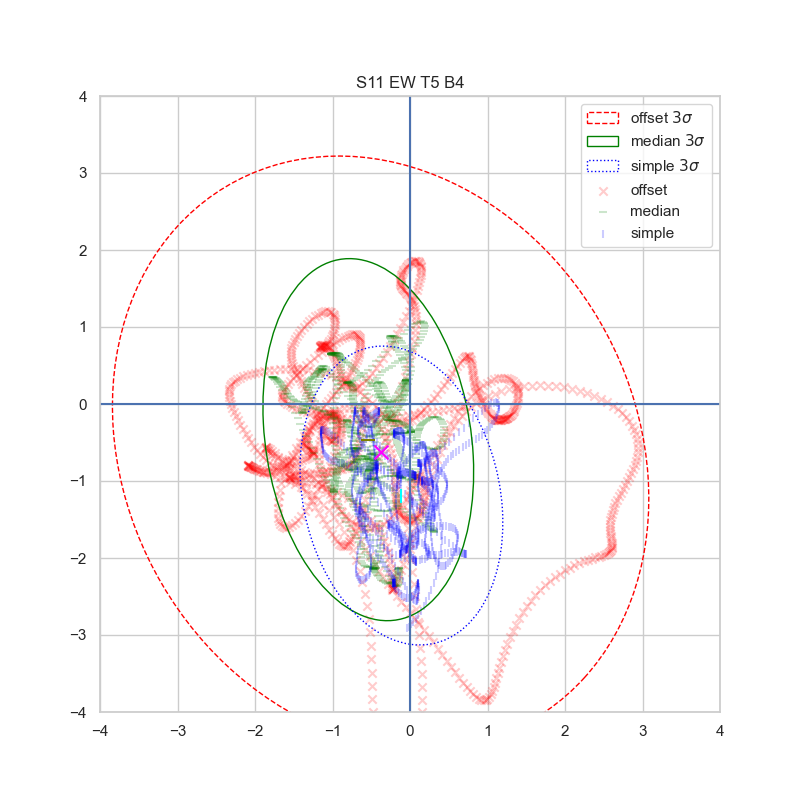 S11 EW T5 B4
offset 3σ
median 3σ
simple 3σ
offset
median
simple
4
3
2
1
0
−1
−2
−3
−4
−4 −3 −2 −1 0 1 2 3 4